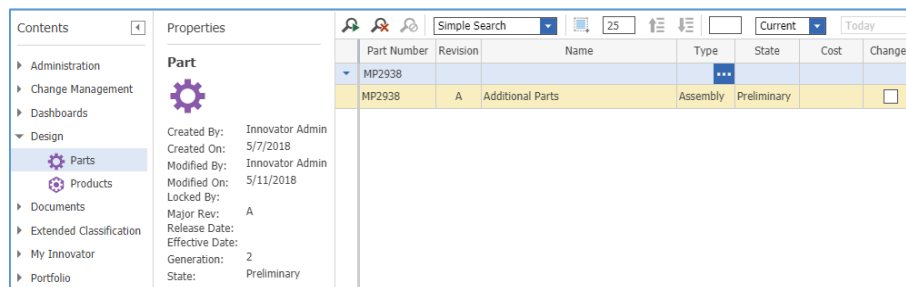 Contents
Administration
Change Management
Dashboards
Design
Parts
Products
Documents
Extended Classification
My Innovator
Portfolio
Properties
Part
Created By: Innovator Admin
Created On: 5/7/2018
Modified By: Innovator Admin
Modified On: 5/11/2018
Locked By:
Major Rev: A
Release Date:
Effective Date:
Generation: 2
State: Preliminary
Simple Search 25 Current Today
Part Number Revision Name Type State Cost Change
MP2938 ...
MP2938 A Additional Parts Assembly Preliminary